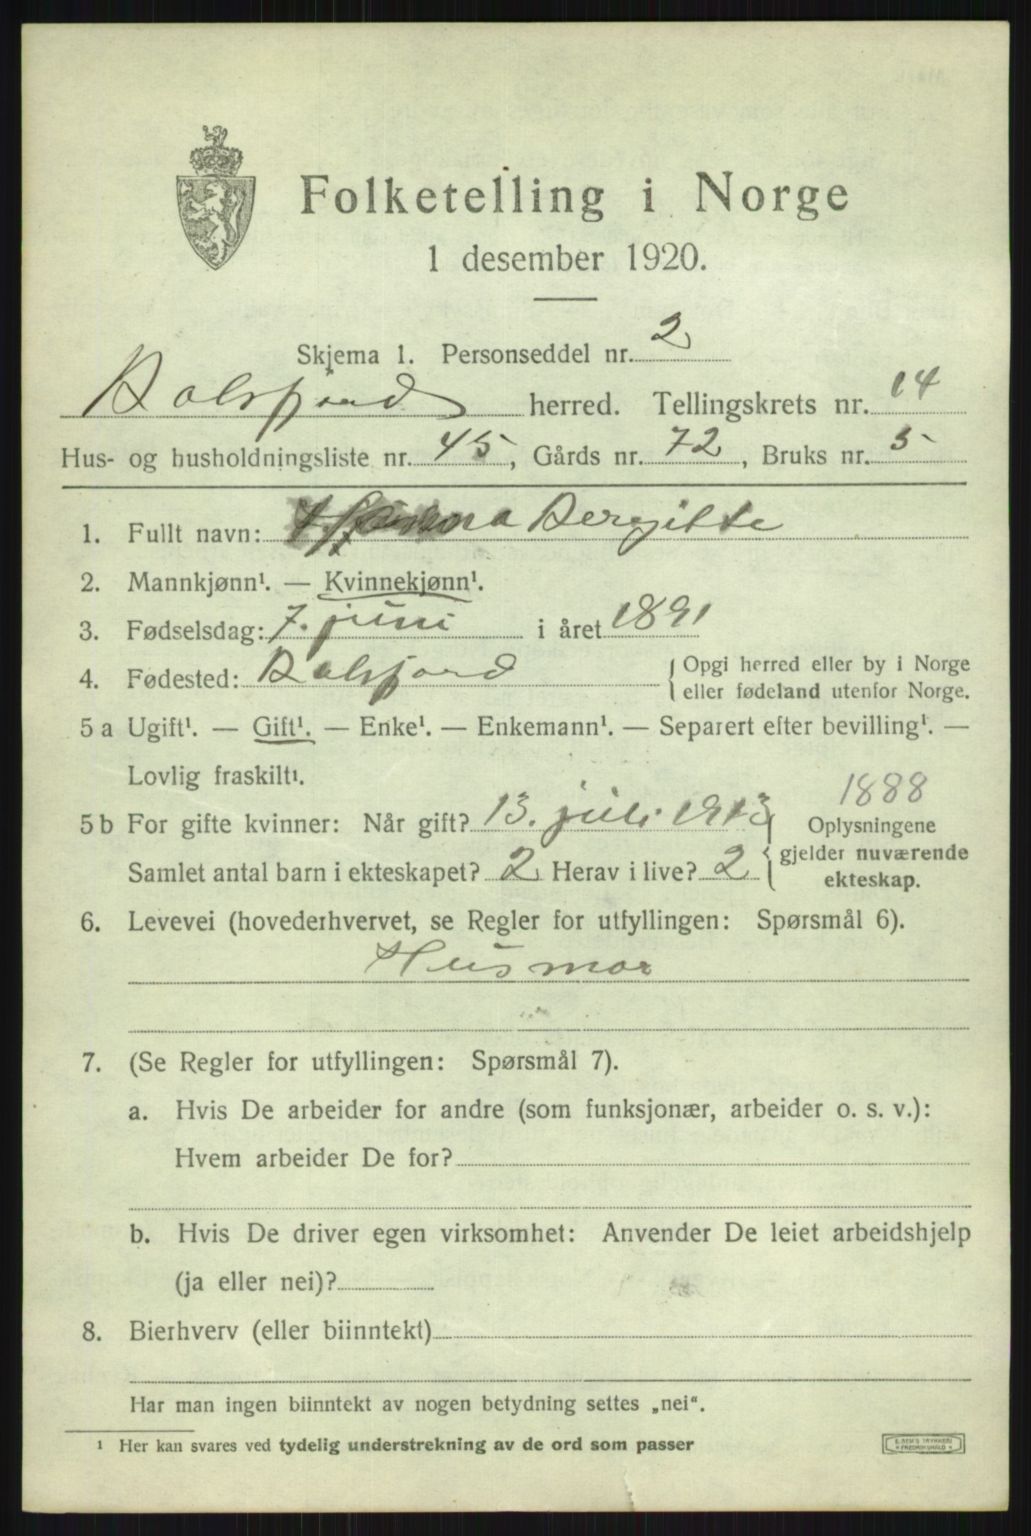 Folketelling i Norge
1 desember 1920.
Skjema 1. Personseddel nr. 2
Balsfjord herred. Tellingskrets nr. 14
Hus- og husholdningsliste nr. 45, Gårds nr. 72, Bruks nr. 5
1. Fullt navn: Bergitte
2. Mannkjønn¹. — Kvinnekjønn¹.
3. Fødselsdag: 7. juni i året 1891
4. Fødested: Balsfjord { Opgi herred eller by i Norge
eller fødeland utenfor Norge.
5 a Ugift¹. — Gift¹. — Enke¹. — Enkemann¹. — Separert efter bevilling¹. —
Lovlig fraskilt¹.
1888
5 b For gifte kvinner: Når gift? 13. juli 1913 Oplysningene
Samlet antal barn i ekteskapet? 2 Herav i live? 2 gjelder nuværende
ekteskap.
6. Levevei (hovederhvervet, se Regler for utfyllingen: Spørsmål 6).
Husmor
7. (Se Regler for utfyllingen: Spørsmål 7).
a. Hvis De arbeider for andre (som funksjonær, arbeider o. s. v.):
Hvem arbeider De for?
b. Hvis De driver egen virksomhet: Anvender De leiet arbeidshjelp
(ja eller nei)?
8. Bierhverv (eller biinntekt)
Har man ingen biinntekt av nogen betydning settes „nei“.
¹ Her kan svares ved tydelig understrekning av de ord som passer